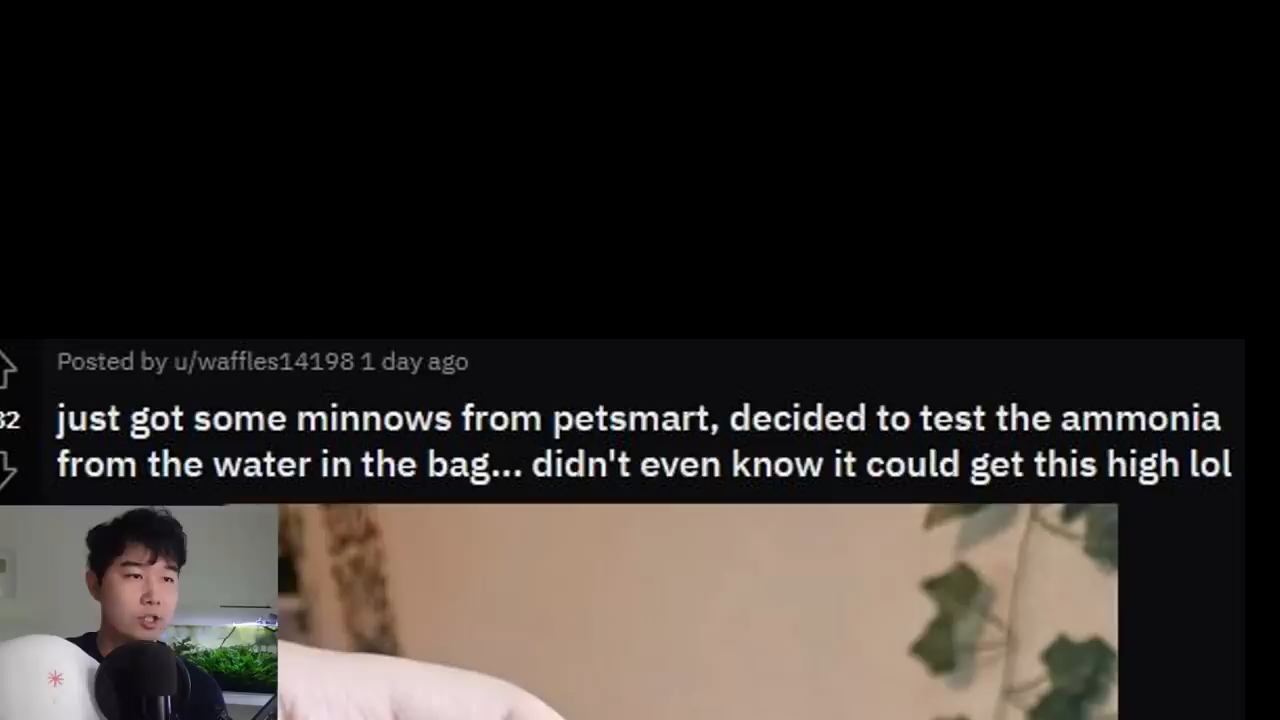 Posted by u/waffles14198 1 day ago
just got some minnows from petsmart, decided to test the ammonia
from the water in the bag... didn't even know it could get this high lol